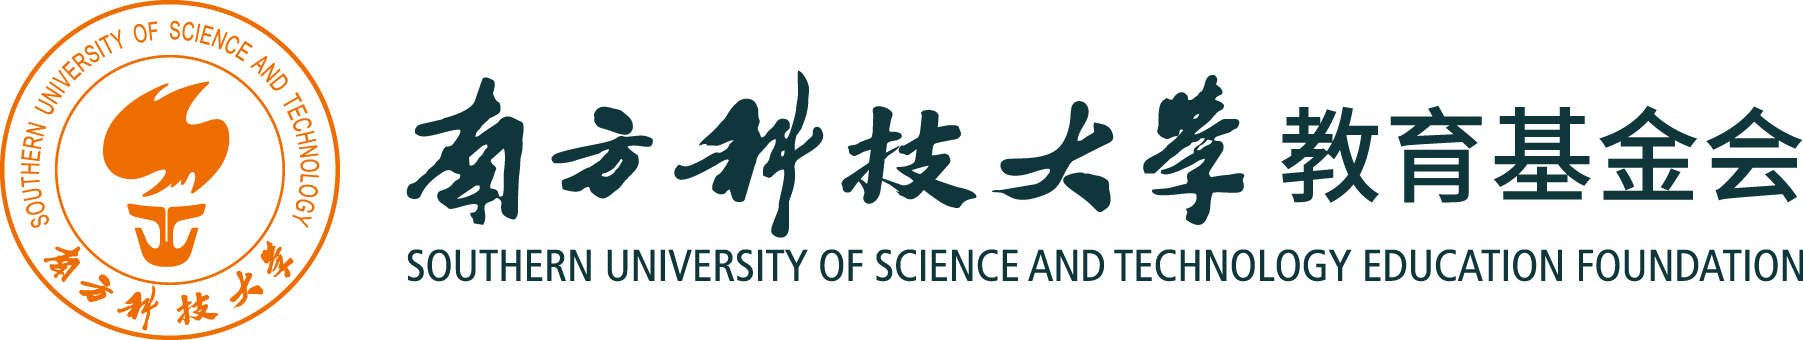 SOUTHERN UNIVERSITY OF SCIENCE AND TECHNOLOGY
南方科技大学
南方科技大学教育基金会
SOUTHERN UNIVERSITY OF SCIENCE AND TECHNOLOGY EDUCATION FOUNDATION